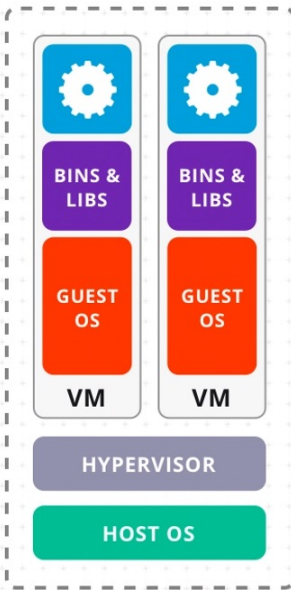 BINS &
LIBS
GUEST
OS
VM
BINS &
LIBS
GUEST
OS
VM
HYPERVISOR
HOST OS